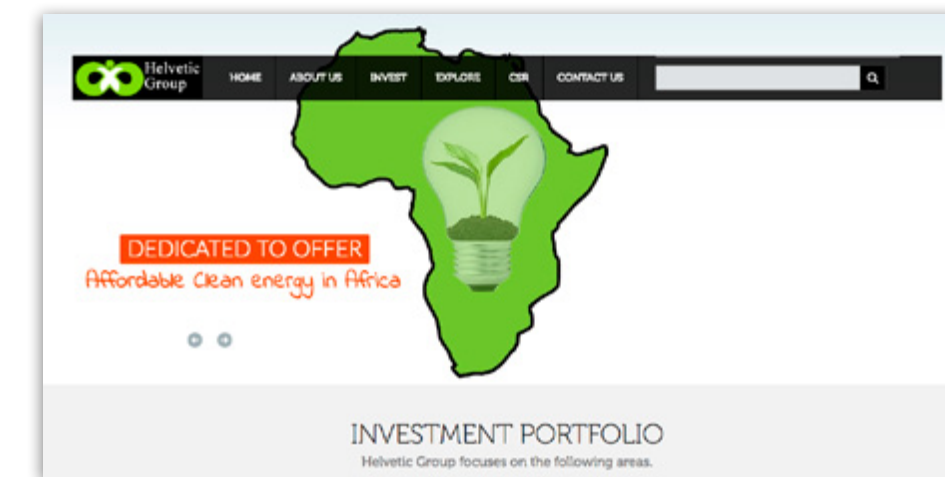 Helvetic
Group
HOME ABOUT US INVEST EXPLORE CSR CONTACT US
DEDICATED TO OFFER
Affordable Clean energy in Africa
INVESTMENT PORTFOLIO
Helvetic Group focuses on the following areas.